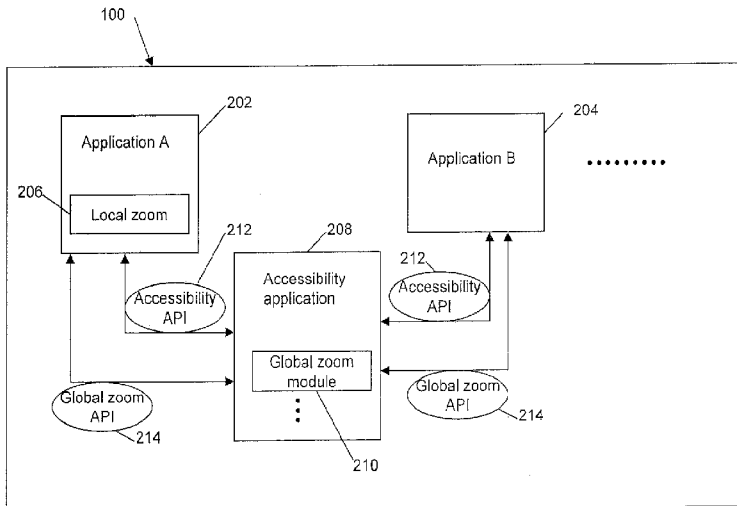 100
202
204
Application A
Application B
206
Local zoom
212
208
212
Accessibility
API
Accessibility
application
Accessibility
API
Global zoom
module
Global zoom
API
Global zoom
API
214
210
214